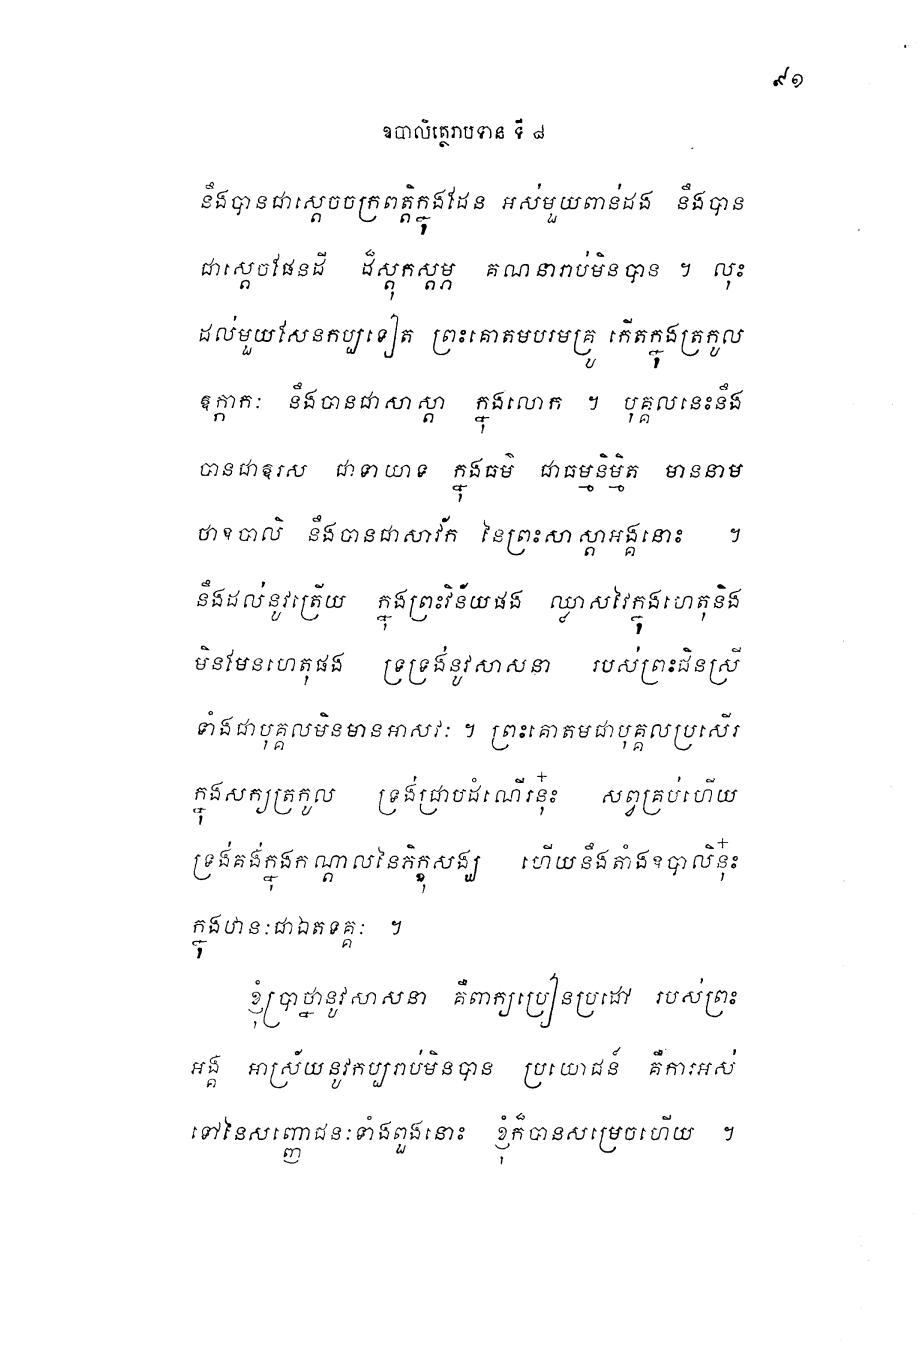 ៩១
ឧបាលិត្ថេរាបទាន ទី ៨
នឹងបានជាស្តេចចក្រពត្តិក្នុងដែន អស់មួយពាន់ដង នឹងបាន
ជាស្តេចផែនដី ដ៏ស្តុកស្តម្ភ គណនារាប់មិនបាន ។ លុះ
ដល់មួយសែនកប្បទៀត ព្រះគោតមបរមគ្រូ កើតក្នុងត្រកូល
ឧក្កាកៈ នឹងបានជាសាស្តា ក្នុងលោក ។ បុគ្គលនេះនឹង
បានជាឱរស ជាទាយាទ ក្នុងធម៌ ជាធម្មនិម្មិត មាននាម
ថាឧបាលិ នឹងបានជាសាវ័ក នៃព្រះសាស្តាអង្គនោះ ។
នឹងដល់នូវត្រើយ ក្នុងព្រះវិន័យផង ឈ្លាសវៃក្នុងហេតុនិង
មិនមែនហេតុផង ទ្រទ្រង់នូវសាសនា របស់ព្រះជិនស្រី
ទាំងជាបុគ្គលមិនមានអាសវៈ ។ ព្រះគោតមជាបុគ្គលប្រសើរ
ក្នុងសក្យត្រកូល ទ្រង់ជ្រាបដំណើរនុ៎ះ សព្វគ្រប់ហើយ
ទ្រង់គង់ក្នុងកណ្តាលនៃភិក្ខុសង្ឃ ហើយនឹងតាំងឧបាលិនុ៎ះ
ក្នុងឋានៈជាឯតទគ្គៈ ។
ខ្ញុំប្រាថ្នានូវសាសនា គឺពាក្យប្រៀនប្រដៅ របស់ព្រះ
អង្គ អាស្រ័យនូវកប្បរាប់មិនបាន ប្រយោជន៍ គឺការអស់
ទៅនៃសញ្ញោជនៈទាំងពួងនោះ ខ្ញុំក៏បានសម្រេចហើយ ។